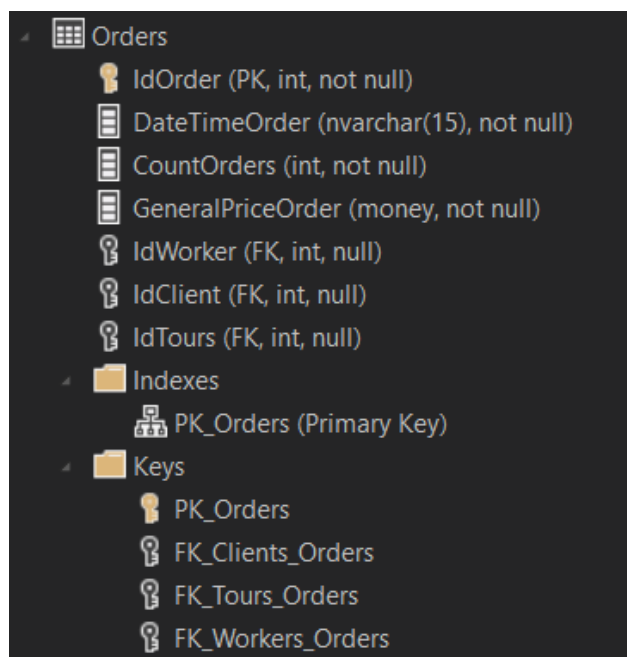 Orders
IdOrder (PK, int, not null)
DateTimeOrder (nvarchar(15), not null)
CountOrders (int, not null)
GeneralPriceOrder (money, not null)
IdWorker (FK, int, null)
IdClient (FK, int, null)
IdTours (FK, int, null)
Indexes
PK_Orders (Primary Key)
Keys
PK_Orders
FK_Clients_Orders
FK_Tours_Orders
FK_Workers_Orders